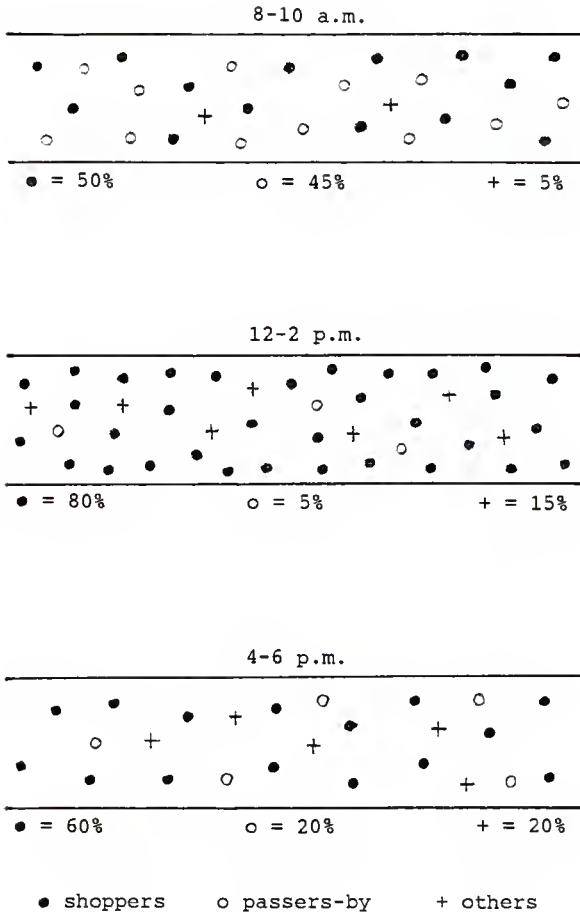 8-10 a.m.
● = 50% ○ = 45% + = 5%
12-2 p.m.
● = 80% ○ = 5% + = 15%
4-6 p.m.
● = 60% ○ = 20% + = 20%
● shoppers ○ passers-by + others